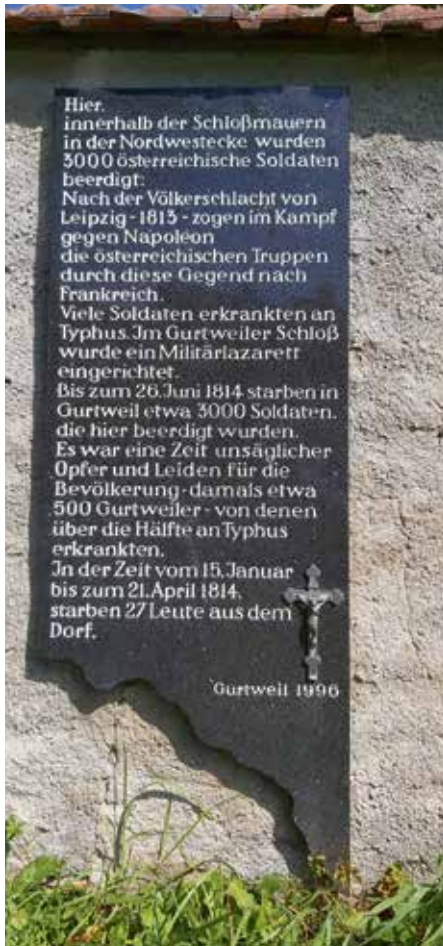 Hier.
innerhalb der Schloßmauern
in der Nordwestecke wurden
3000 österreichische Soldaten
beerdigt:
Nach der Völkerschlacht von
Leipzig - 1813 - zogen im Kampf
gegen Napoleon
die österreichischen Truppen
durch diese Gegend nach
Frankreich.
Viele Soldaten erkrankten an
Typhus. Jm Gurtweiler Schloß
wurde ein Militärlazarett
eingerichtet.
Bis zum 26. Juni 1814 starben in
Gurtweil etwa 3000 Soldaten.
die hier beerdigt wurden.
Es war eine Zeit unsäglicher
Opfer und Leiden für die
Bevölkerung - damals etwa
500 Gurtweiler - von denen
über die Hälfte an Typhus
erkrankten.
Jn der Zeit vom 15. Januar
bis zum 21. April 1814.
starben 27 Leute aus dem
Dorf.
Gurtweil 1996